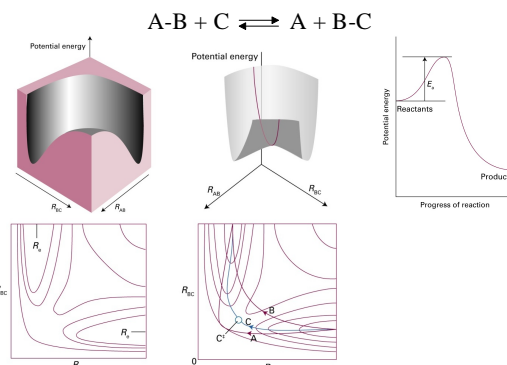 A-B + C ⇌ A + B-C
Potential energy
R_BC
R_AB
Potential energy
R_AB
R_BC
Potential energy
E_a
Reactants
Produc
Progress of reaction
R_e
R_e
BC
R
R_BC
B
C
C‡
A
0